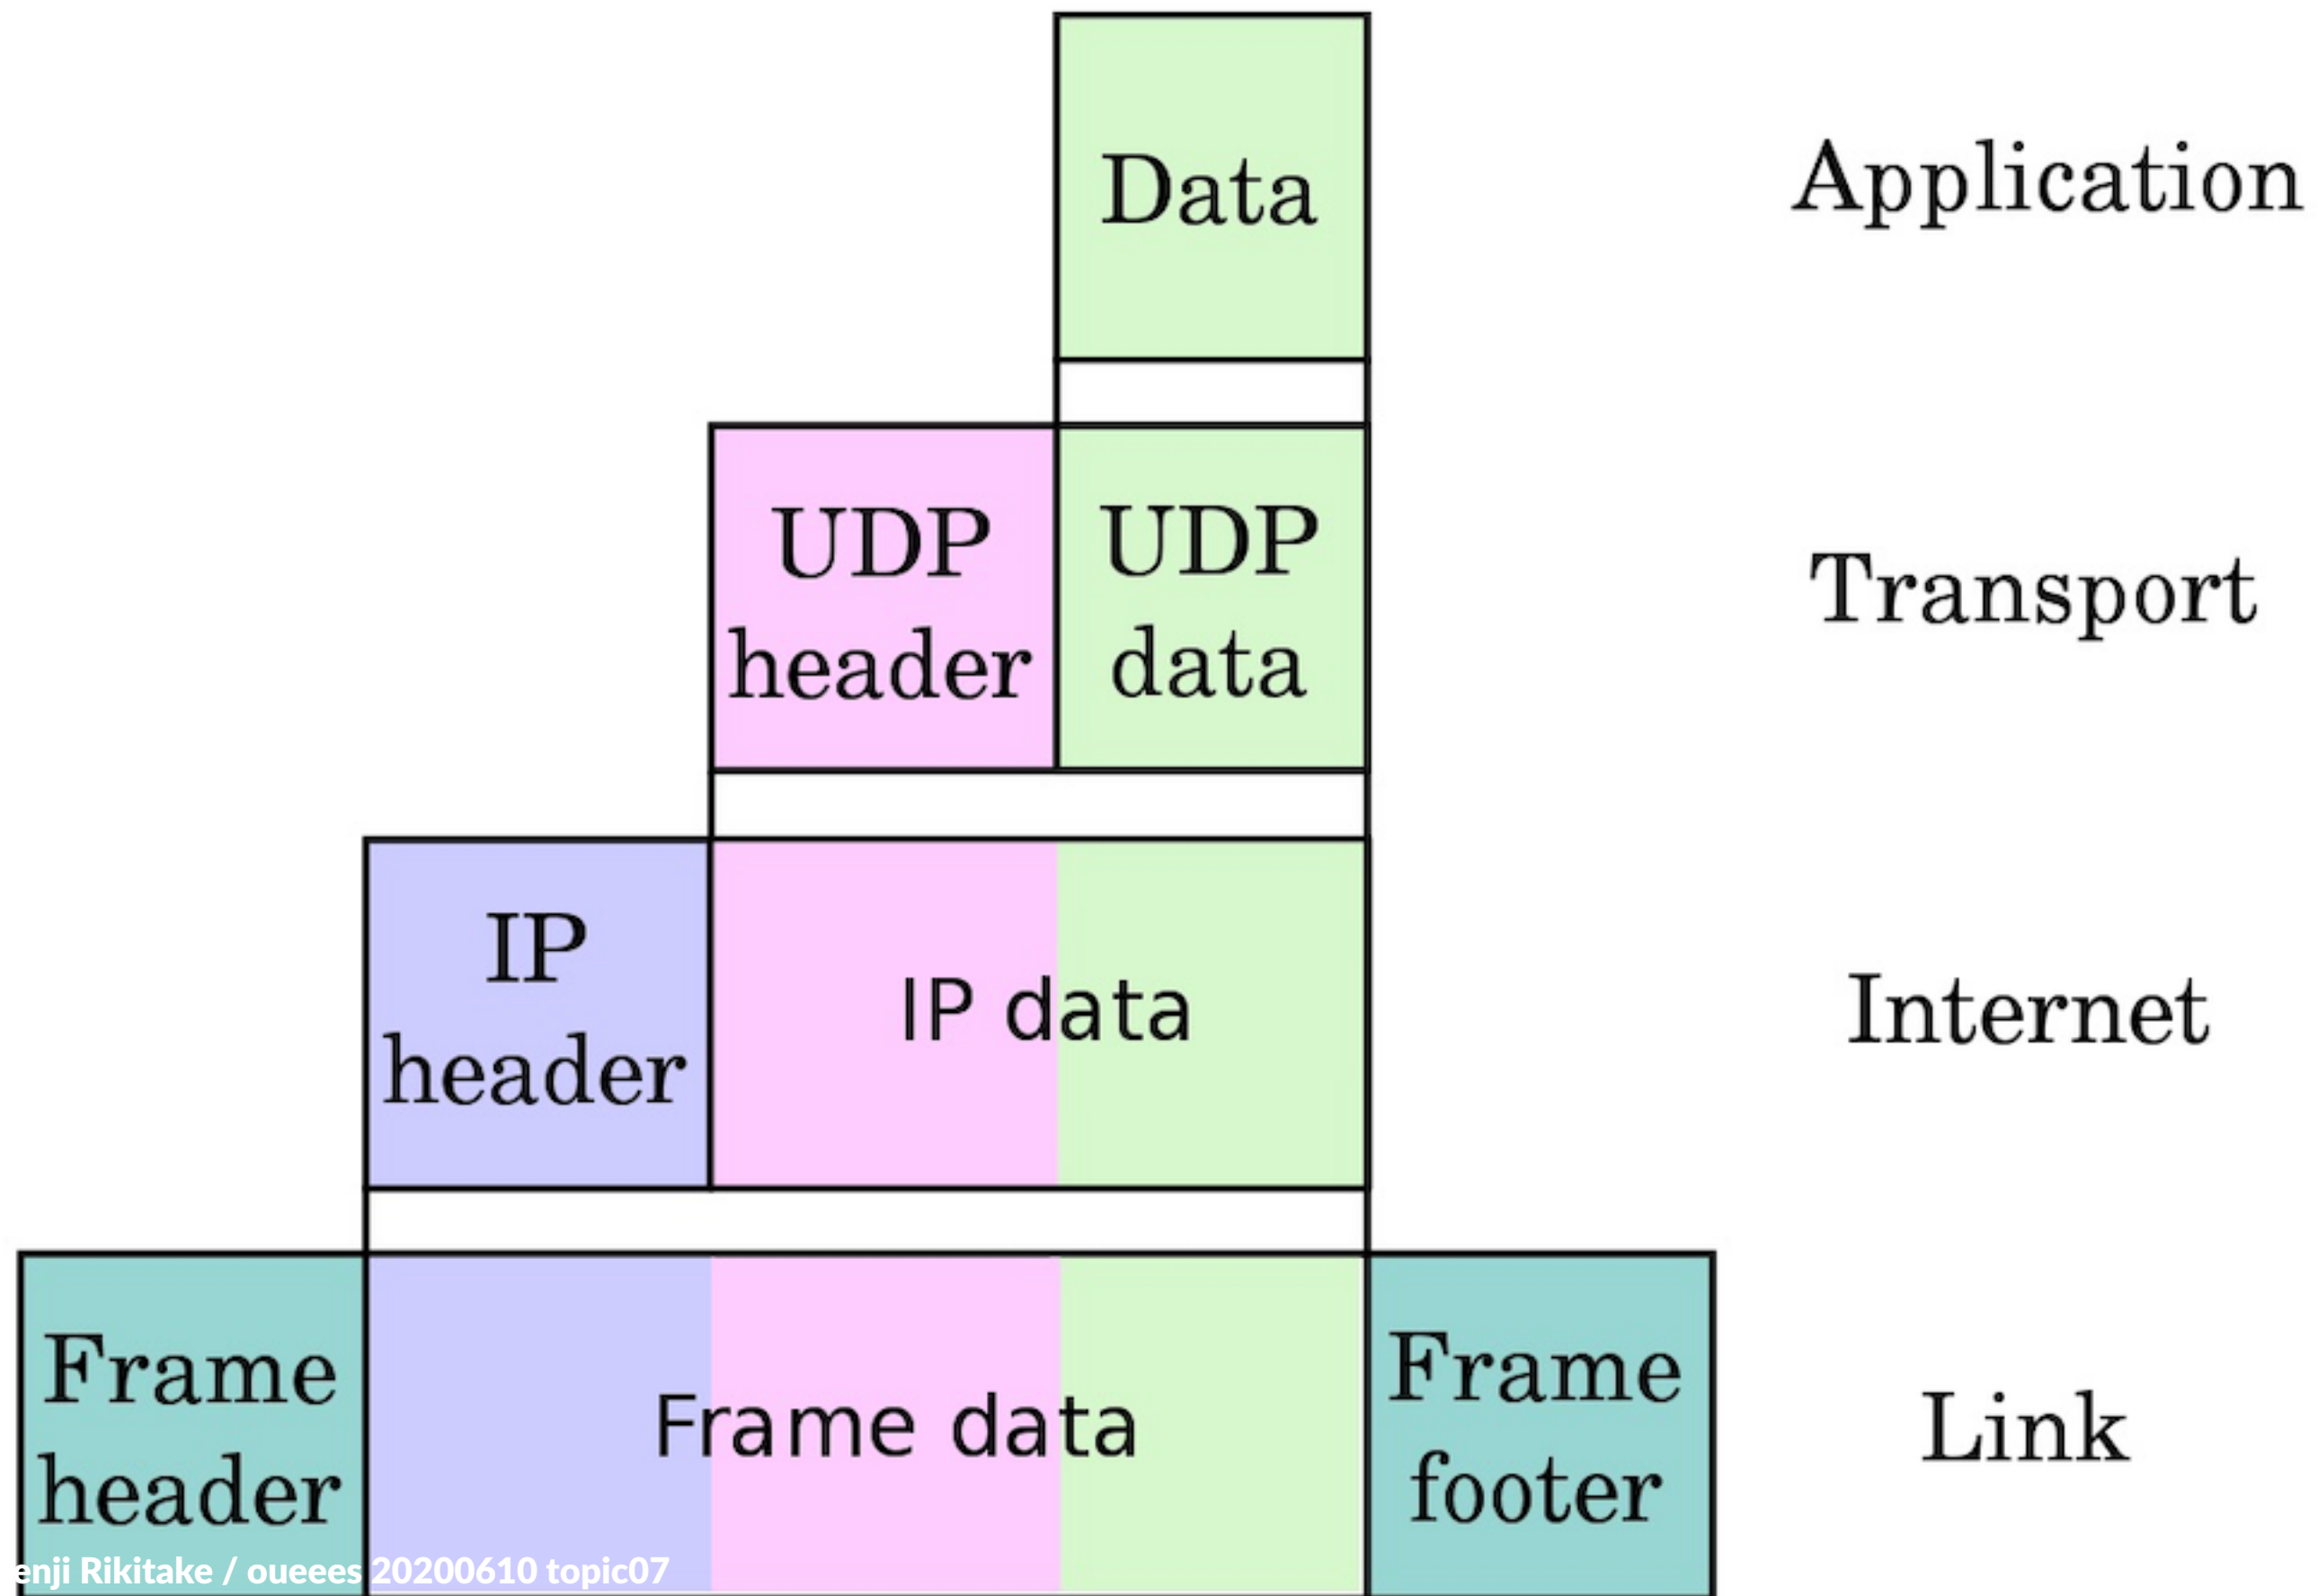 Data
Application
UDP header
UDP data
Transport
IP header
IP data
Internet
Frame header
Frame data
Frame footer
Link
enji Rikitake / oueees 20200610 topic07